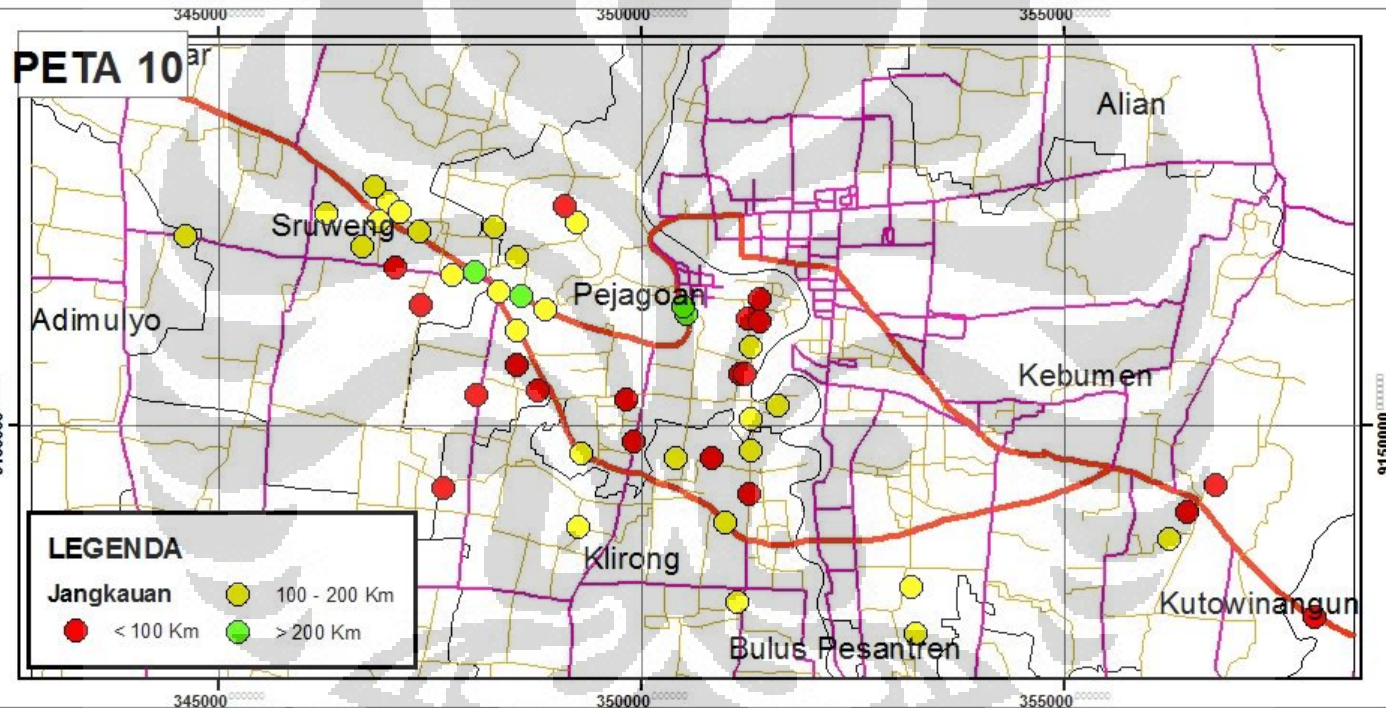 345000
350000
355000
PETA 10
ar
Alian
Sruweng
Pejagoan
Adimulyo
Kebumen
9150000
LEGENDA
Jangkauan
100 - 200 Km
< 100 Km
> 200 Km
Klirong
Kutowinangun
Bulus Pesantren
345000
350000
355000